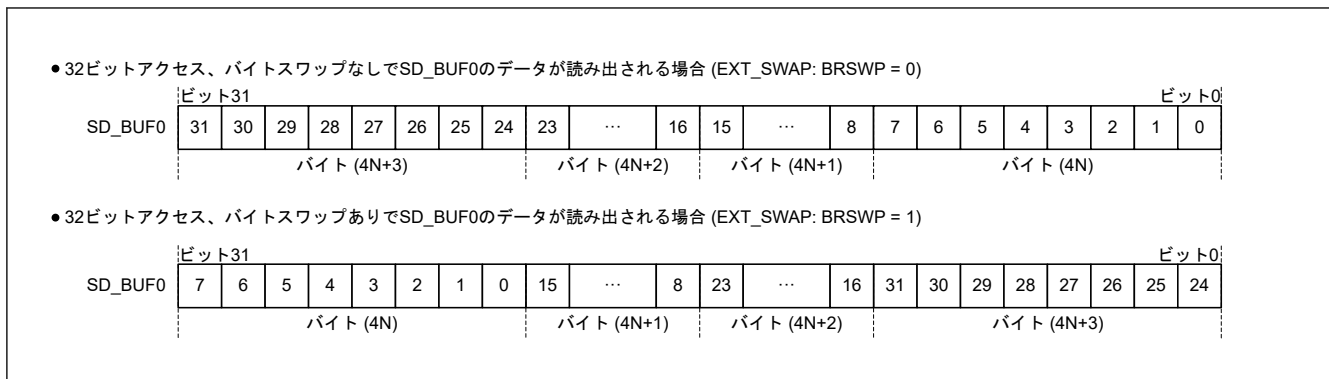 ● 32ビットアクセス、バイトスワップなしでSD_BUF0のデータが読み出される場合 (EXT_SWAP: BRSWP = 0)
ビット31 ビット0
SD_BUF0 31 30 29 28 27 26 25 24 23 … 16 15 … 8 7 6 5 4 3 2 1 0
バイト (4N+3) バイト (4N+2) バイト (4N+1) バイト (4N)
● 32ビットアクセス、バイトスワップありでSD_BUF0のデータが読み出される場合 (EXT_SWAP: BRSWP = 1)
ビット31 ビット0
SD_BUF0 7 6 5 4 3 2 1 0 15 … 8 23 … 16 31 30 29 28 27 26 25 24
バイト (4N) バイト (4N+1) バイト (4N+2) バイト (4N+3)